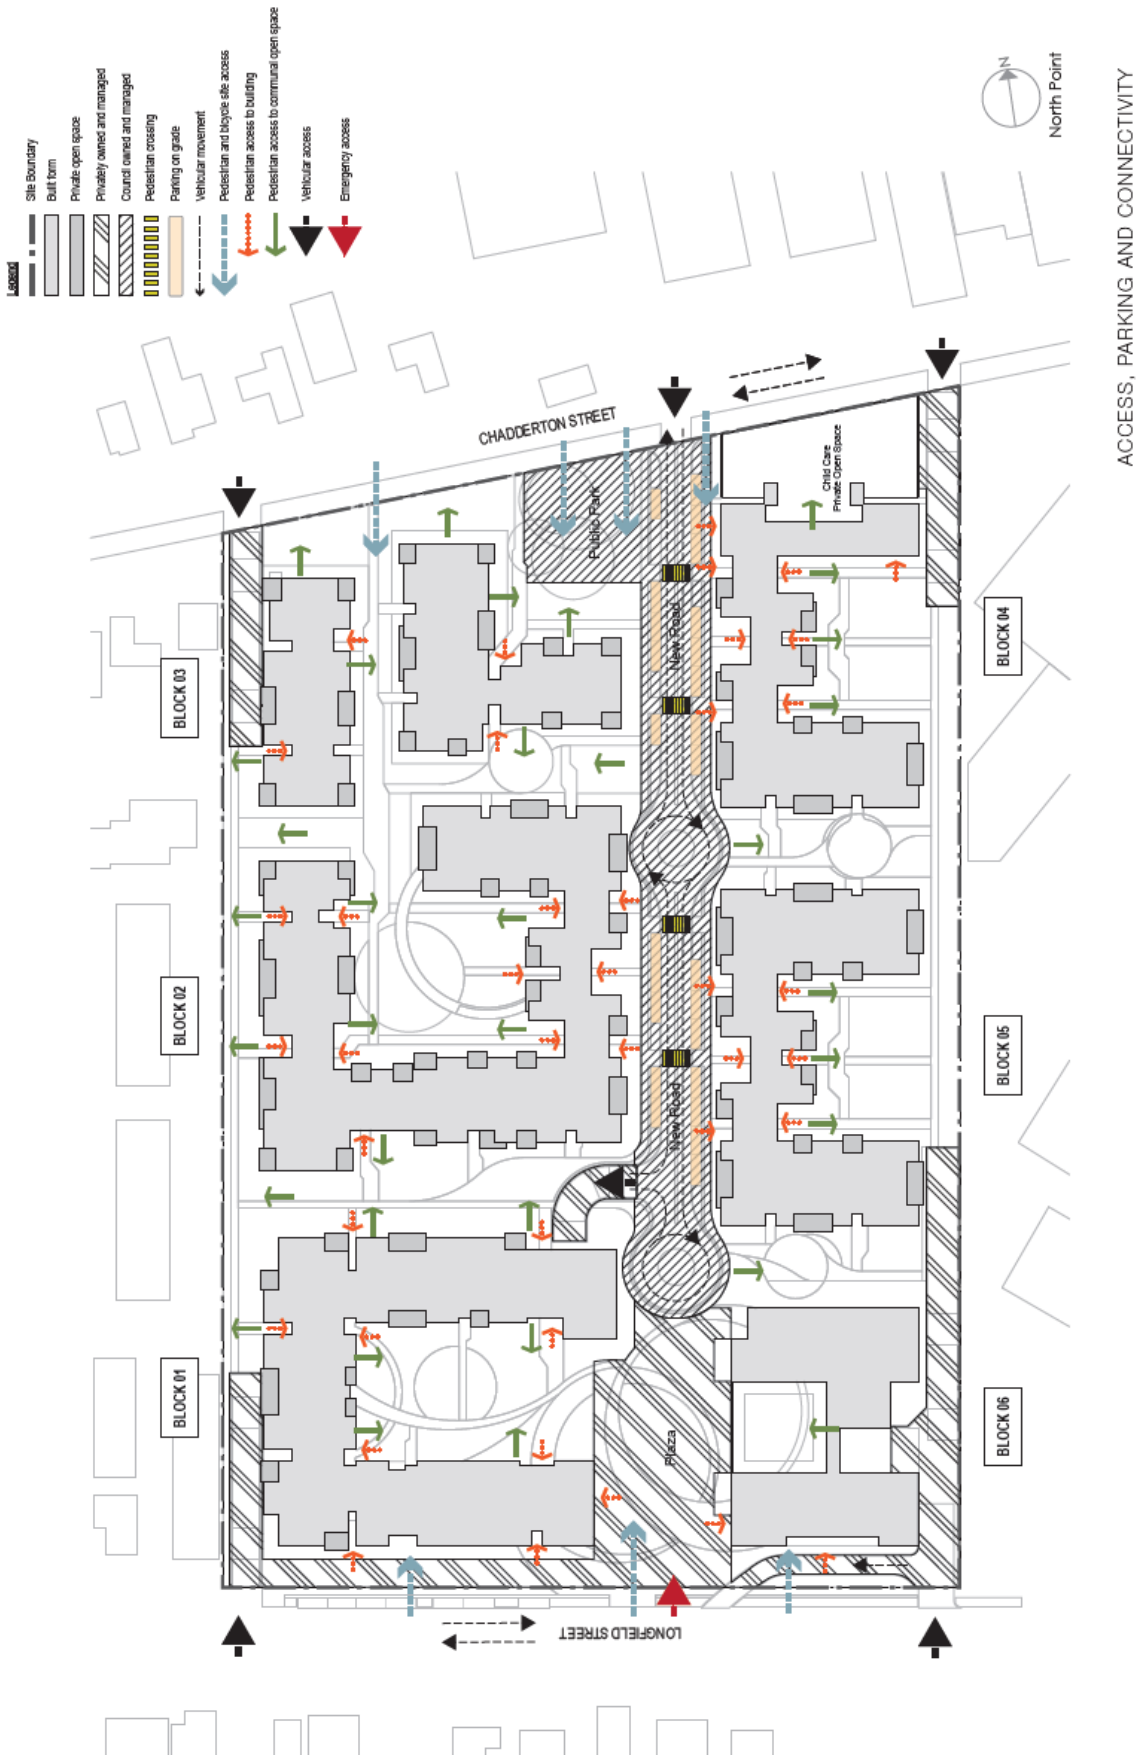 Legend
Site Boundary
Built form
Private open space
Privately owned and managed
Council owned and managed
Pedestrian crossing
Parking on grade
Vehicular movement
Pedestrian and bicycle site access
Pedestrian access to building
Pedestrian access to communal open space
Vehicular access
Emergency access
N
North Point
ACCESS, PARKING AND CONNECTIVITY
CHADDERTON STREET
Public Park
Child Care
Private Open Space
New Road
New Road
Plaza
LONGFIELD STREET
BLOCK 01
BLOCK 02
BLOCK 03
BLOCK 04
BLOCK 05
BLOCK 06